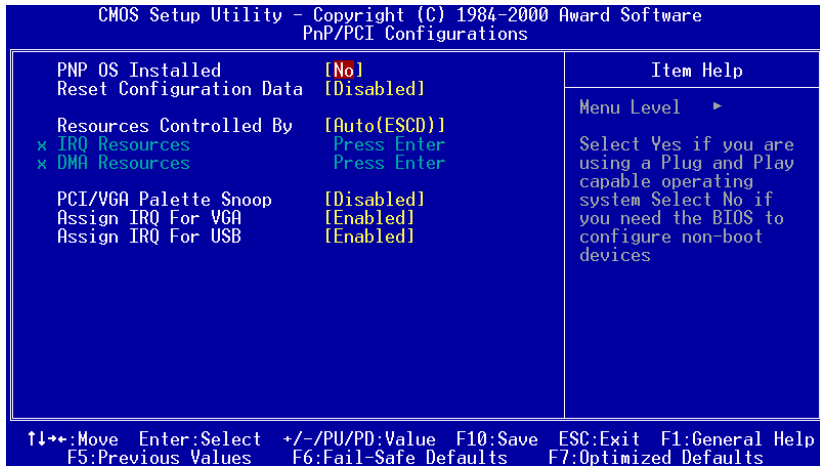 CMOS Setup Utility – Copyright (C) 1984-2000 Award Software
PnP/PCI Configurations
PNP OS Installed [No]
Reset Configuration Data [Disabled]
Resources Controlled By [Auto(ESCD)]
x IRQ Resources Press Enter
x DMA Resources Press Enter
PCI/VGA Palette Snoop [Disabled]
Assign IRQ For VGA [Enabled]
Assign IRQ For USB [Enabled]
Item Help
Menu Level ►
Select Yes if you are
using a Plug and Play
capable operating
system Select No if
you need the BIOS to
configure non-boot
devices
↑↓→←:Move Enter:Select +/-/PU/PD:Value F10:Save ESC:Exit F1:General Help
F5:Previous Values F6:Fail-Safe Defaults F7:Optimized Defaults